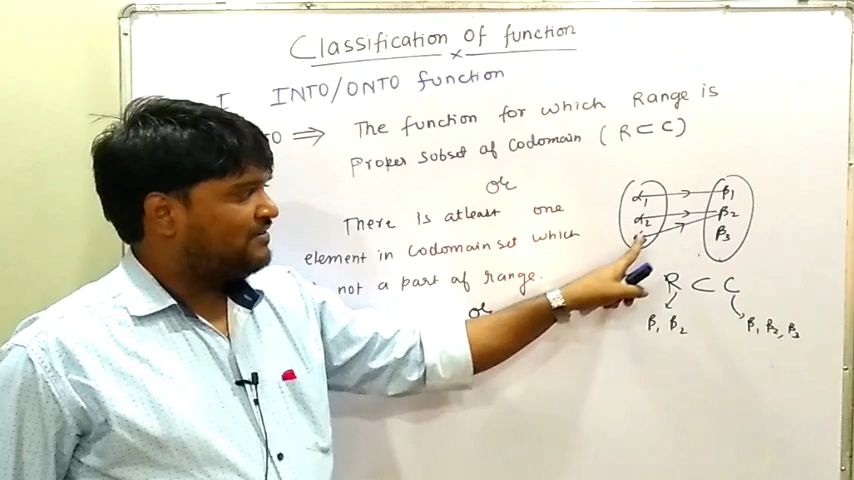 Classification of function
I INTO/ONTO function
⇒ The function for which Range is
Proper Subset of Codomain ( R ⊂ C )
or
There is atleast one
element in Codomain set which
not a part of range.
or
α1 β1
α2 β2
β3
R ⊂ C
β1 β2
β1 β2, β3